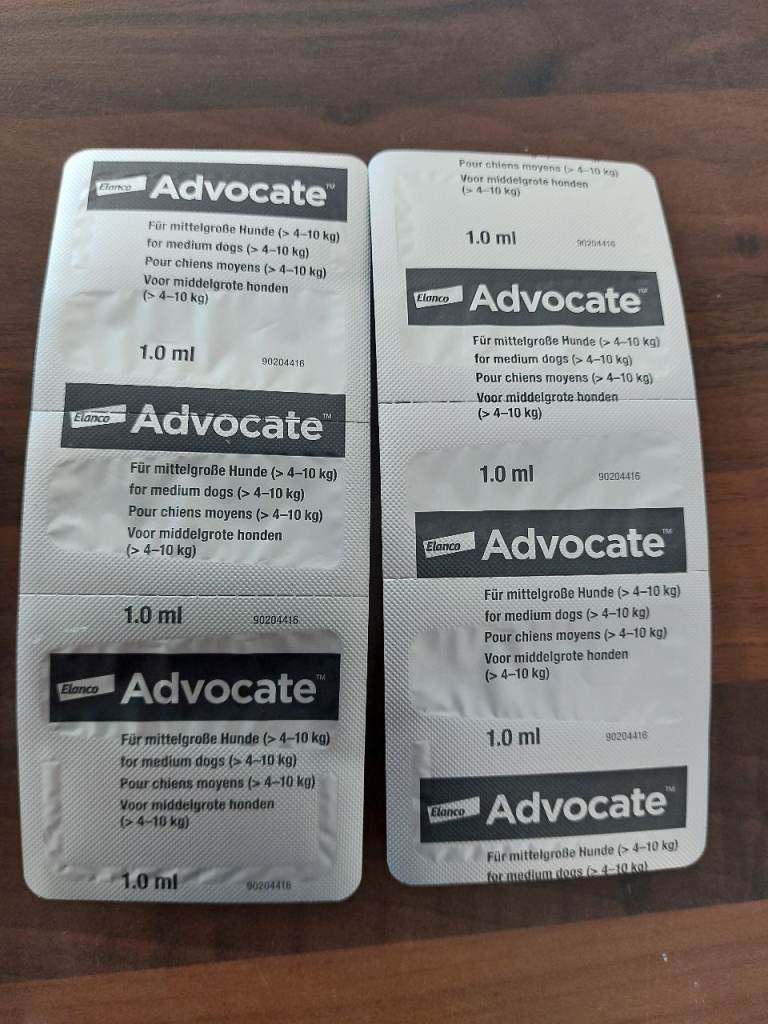 Elanco Advocate™
Für mittelgroße Hunde (> 4–10 kg)
for medium dogs (> 4–10 kg)
Pour chiens moyens (> 4–10 kg)
Voor middelgrote honden
(> 4–10 kg)
1.0 ml 90204416
Elanco Advocate™
Für mittelgroße Hunde (> 4–10 kg)
for medium dogs (> 4–10 kg)
Pour chiens moyens (> 4–10 kg)
Voor middelgrote honden
(> 4–10 kg)
1.0 ml 90204416
Elanco Advocate™
Für mittelgroße Hunde (> 4–10 kg)
for medium dogs (> 4–10 kg)
Pour chiens moyens (> 4–10 kg)
Voor middelgrote honden
(> 4–10 kg)
1.0 ml 90204416
Pour chiens moyens (> 4–10 kg)
Voor middelgrote honden
(> 4–10 kg)
1.0 ml 90204416
Elanco Advocate™
Für mittelgroße Hunde (> 4–10 kg)
for medium dogs (> 4–10 kg)
Pour chiens moyens (> 4–10 kg)
Voor middelgrote honden
(> 4–10 kg)
1.0 ml 90204416
Elanco Advocate™
Für mittelgroße Hunde (> 4–10 kg)
for medium dogs (> 4–10 kg)
Pour chiens moyens (> 4–10 kg)
Voor middelgrote honden
(> 4–10 kg)
1.0 ml 90204416
Elanco Advocate™
Für mittelgroße Hunde (> 4–10 kg)
for medium dogs (> 4–10 kg)